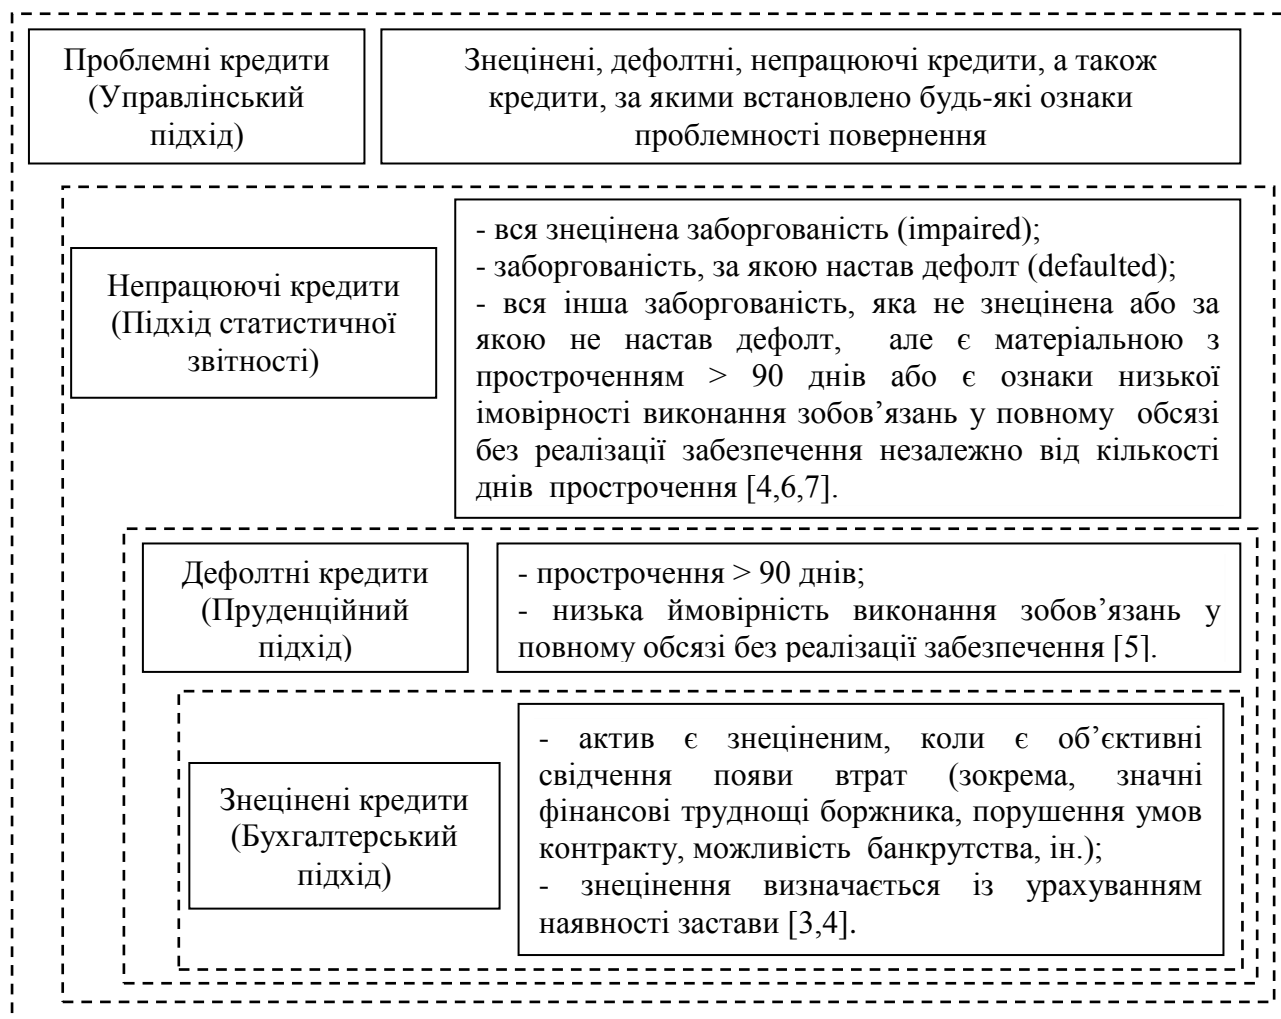 Проблемні кредити
(Управлінський
підхід)
Знецінені, дефолтні, непрацюючі кредити, а також
кредити, за якими встановлено будь-які ознаки
проблемності повернення
Непрацюючі кредити
(Підхід статистичної
звітності)
- вся знецінена заборгованість (impaired);
- заборгованість, за якою настав дефолт (defaulted);
- вся інша заборгованість, яка не знецінена або за
якою не настав дефолт, але є матеріальною з
простроченням > 90 днів або є ознаки низької
імовірності виконання зобов’язань у повному обсязі
без реалізації забезпечення незалежно від кількості
днів прострочення [4,6,7].
Дефолтні кредити
(Пруденційний
підхід)
- прострочення > 90 днів;
- низька ймовірність виконання зобов’язань у
повному обсязі без реалізації забезпечення [5].
Знецінені кредити
(Бухгалтерський
підхід)
- актив є знеціненим, коли є об’єктивні
свідчення появи втрат (зокрема, значні
фінансові труднощі боржника, порушення умов
контракту, можливість банкрутства, ін.);
- знецінення визначається із урахуванням
наявності застави [3,4].